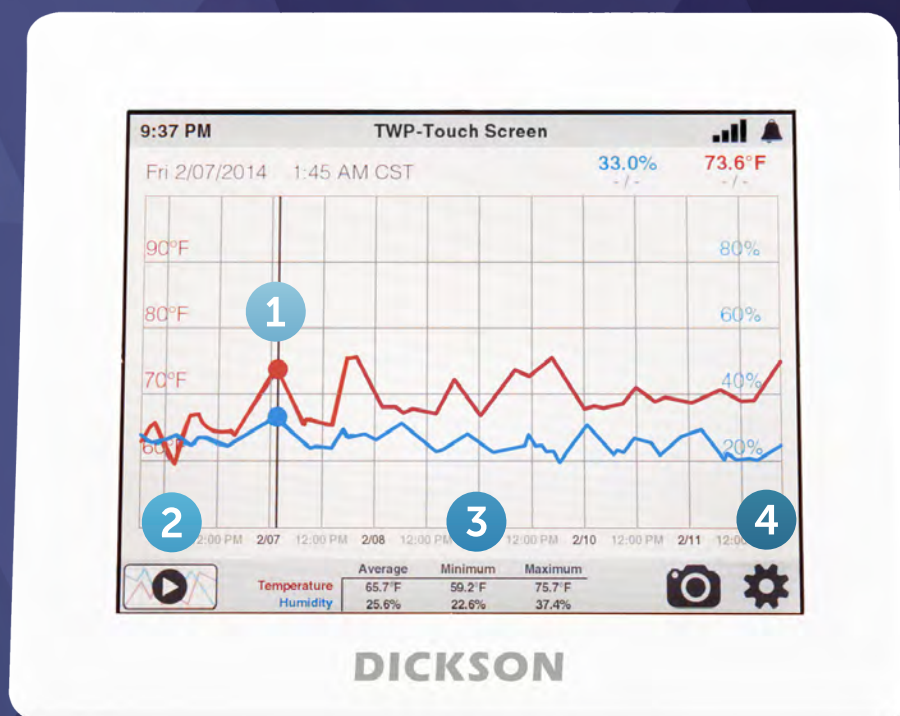 9:37 PM TWP-Touch Screen
Fri 2/07/2014 1:45 AM CST 33.0% 73.6°F
- / - - / -
90°F 80%
80°F 60%
1
70°F 40%
60°F 20%
2 3 4
2:00 PM 2/07 12:00 PM 2/08 12:00 PM 12:00 PM 2/10 12:00 PM 2/11 12:00
Average Minimum Maximum
Temperature 65.7°F 59.2°F 75.7°F
Humidity 25.6% 22.6% 37.4%
DICKSON